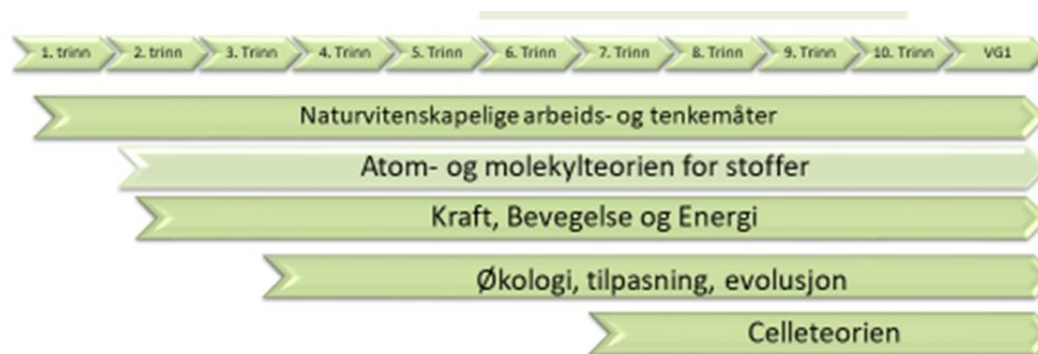 1. trinn 2. trinn 3. Trinn 4. Trinn 5. Trinn 6. Trinn 7. Trinn 8. Trinn 9. Trinn 10. Trinn VG1
Naturvitenskapelige arbeids- og tenkemåter
Atom- og molekylteorien for stoffer
Kraft, Bevegelse og Energi
Økologi, tilpasning, evolusjon
Celleteorien